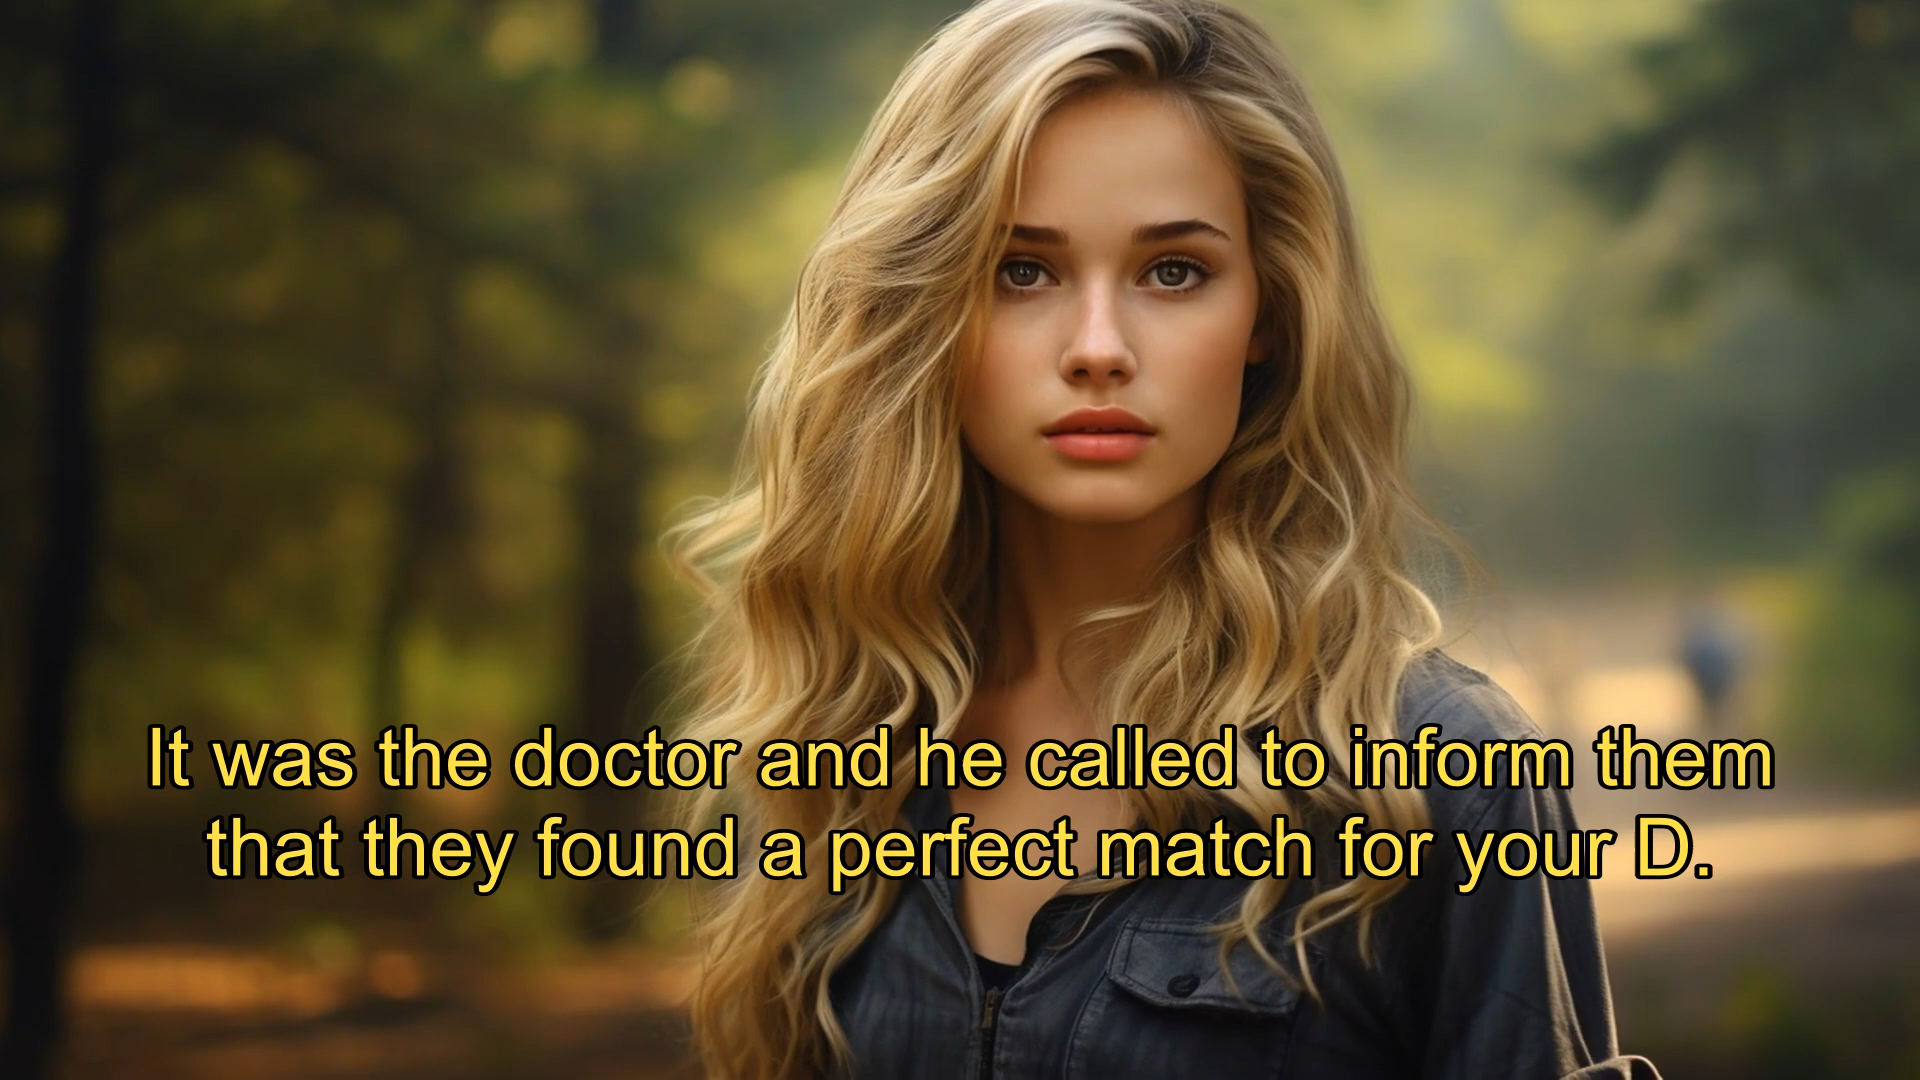 It was the doctor and he called to inform them
that they found a perfect match for your D.